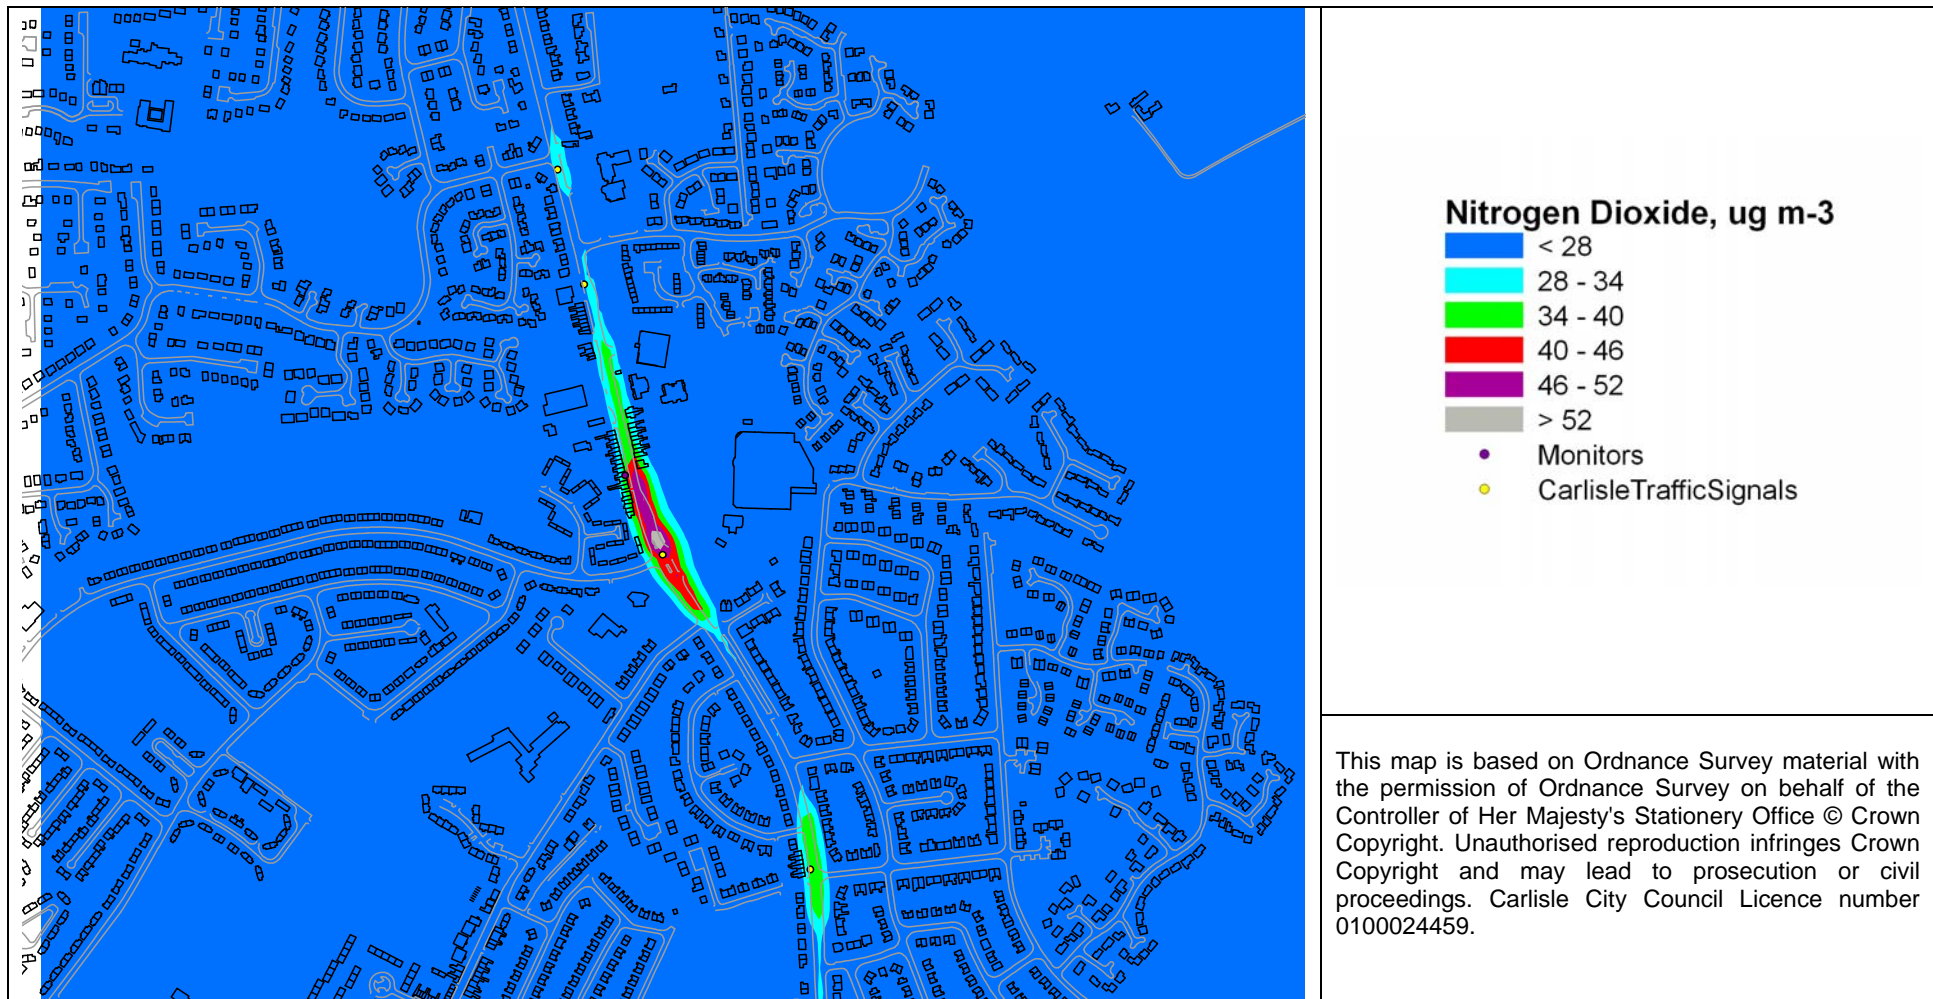 Nitrogen Dioxide, ug m-3
< 28
28 - 34
34 - 40
40 - 46
46 - 52
> 52
Monitors
CarlisleTrafficSignals
This map is based on Ordnance Survey material with
the permission of Ordnance Survey on behalf of the
Controller of Her Majesty's Stationery Office © Crown
Copyright. Unauthorised reproduction infringes Crown
Copyright and may lead to prosecution or civil
proceedings. Carlisle City Council Licence number
0100024459.